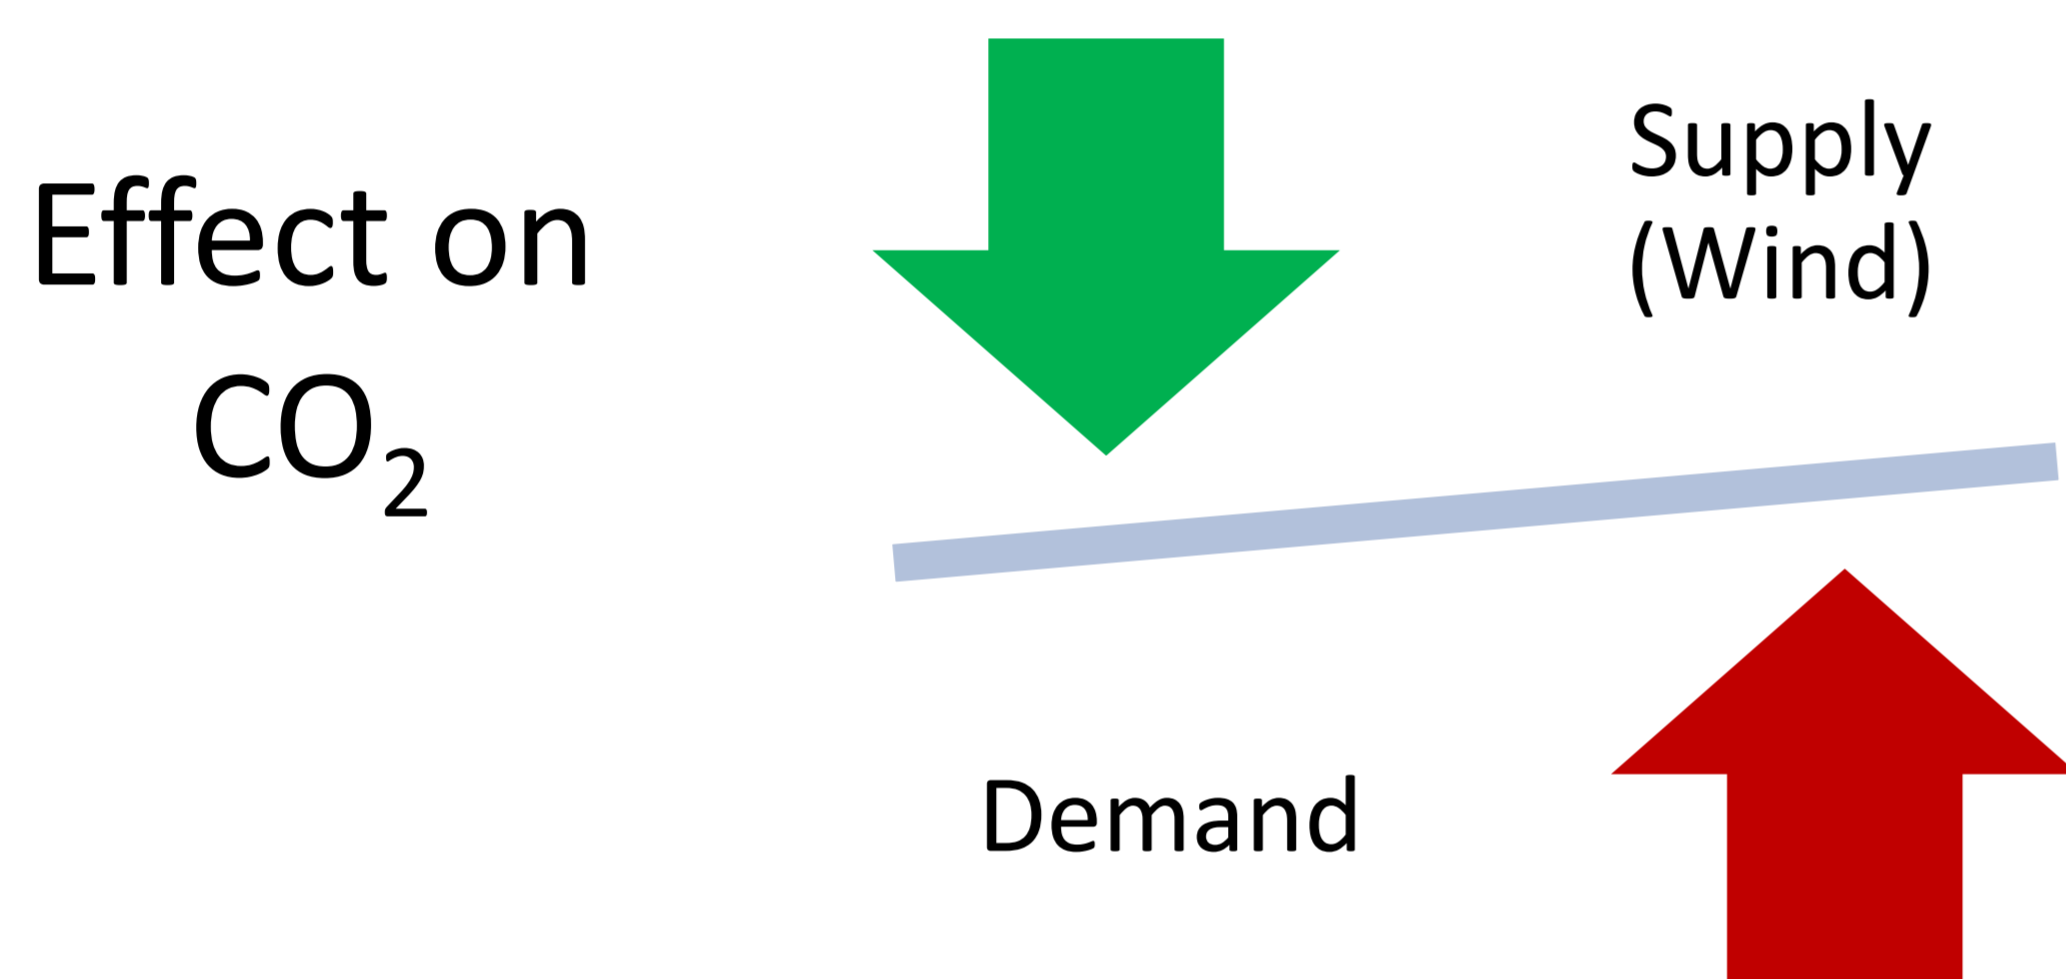 Effect on
CO₂
Supply
(Wind)
Demand